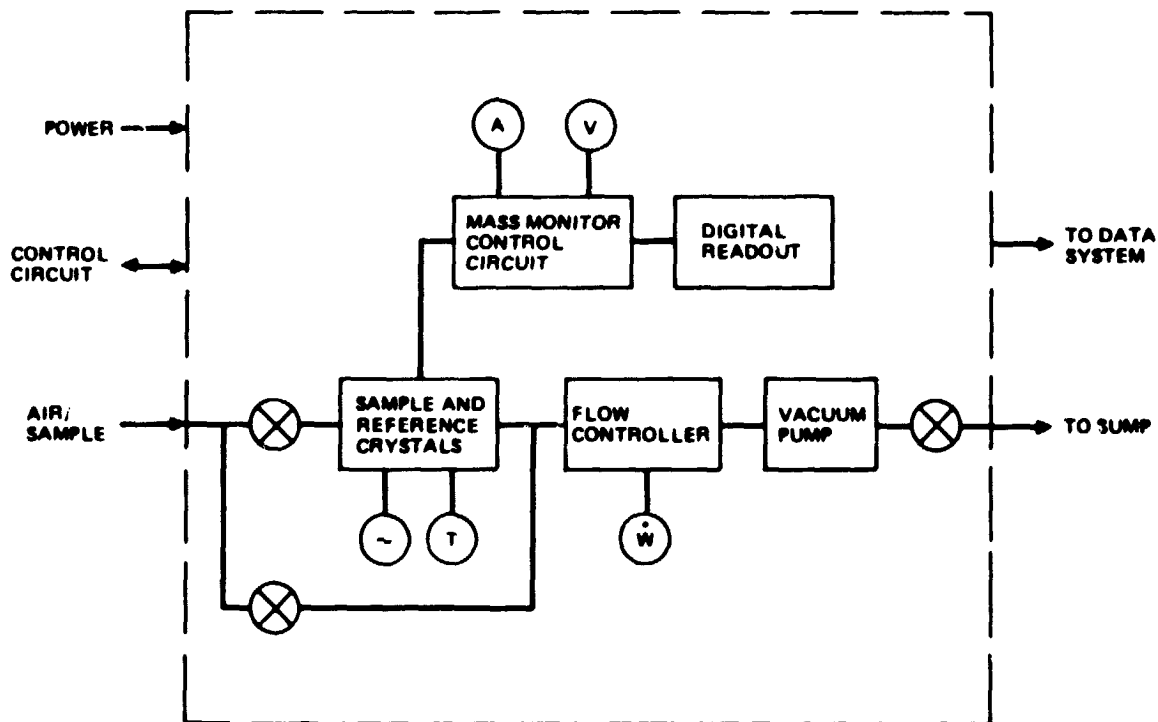 POWER
A
V
MASS MONITOR
CONTROL
CIRCUIT
DIGITAL
READOUT
CONTROL
CIRCUIT
TO DATA
SYSTEM
AIR/
SAMPLE
SAMPLE AND
REFERENCE
CRYSTALS
FLOW
CONTROLLER
VACUUM
PUMP
TO SUMP
~
T
Ẇ